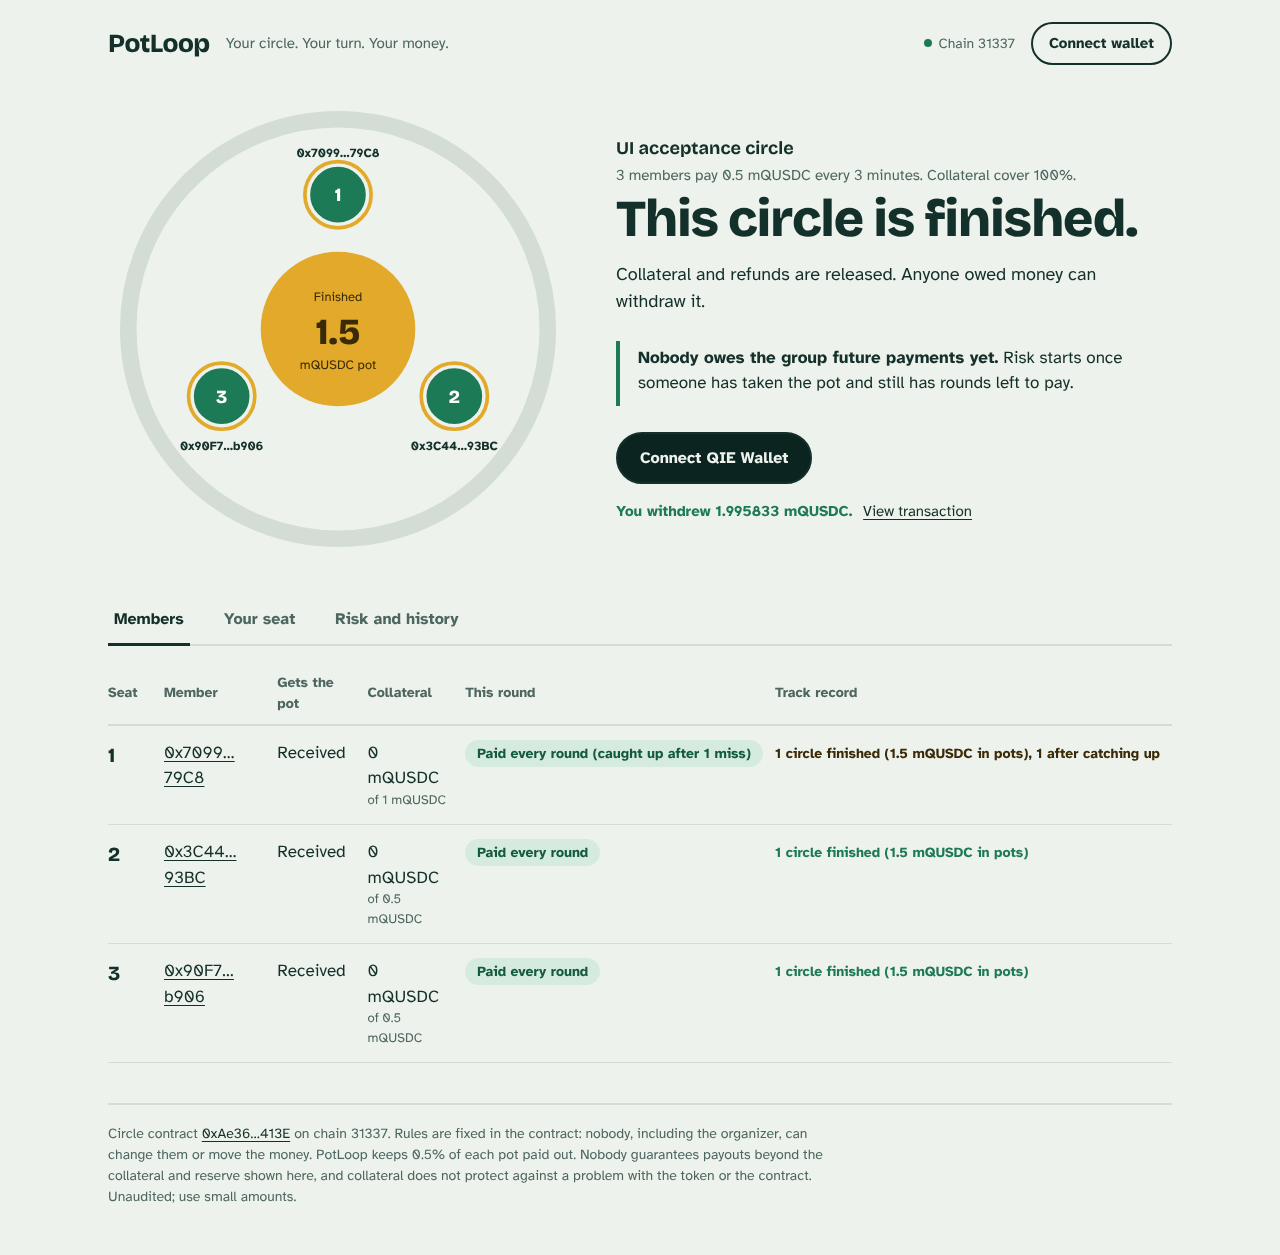 PotLoop Your circle. Your turn. Your money.
Chain 31337 Connect wallet
0x7099…79C8
1
Finished
1.5
mQUSDC pot
3
2
0x90F7…b906
0x3C44…93BC
UI acceptance circle
3 members pay 0.5 mQUSDC every 3 minutes. Collateral cover 100%.
This circle is finished.
Collateral and refunds are released. Anyone owed money can
withdraw it.
Nobody owes the group future payments yet. Risk starts once
someone has taken the pot and still has rounds left to pay.
Connect QIE Wallet
You withdrew 1.995833 mQUSDC. View transaction
Members Your seat Risk and history
Seat Member Gets the pot Collateral This round Track record
1 0x7099…79C8 Received 0 mQUSDC of 1 mQUSDC Paid every round (caught up after 1 miss) 1 circle finished (1.5 mQUSDC in pots), 1 after catching up
2 0x3C44…93BC Received 0 mQUSDC of 0.5 mQUSDC Paid every round 1 circle finished (1.5 mQUSDC in pots)
3 0x90F7…b906 Received 0 mQUSDC of 0.5 mQUSDC Paid every round 1 circle finished (1.5 mQUSDC in pots)
Circle contract 0xAe36…413E on chain 31337. Rules are fixed in the contract: nobody, including the organizer, can
change them or move the money. PotLoop keeps 0.5% of each pot paid out. Nobody guarantees payouts beyond the
collateral and reserve shown here, and collateral does not protect against a problem with the token or the contract.
Unaudited; use small amounts.